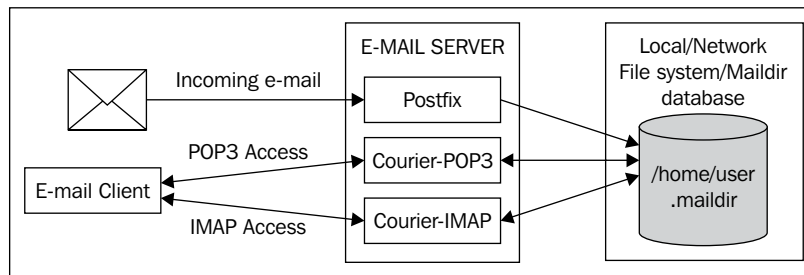 E-MAIL SERVER
Local/Network
File system/Maildir
database
Incoming e-mail
Postfix
POP3 Access
Courier-POP3
E-mail Client
/home/user
.maildir
IMAP Access
Courier-IMAP